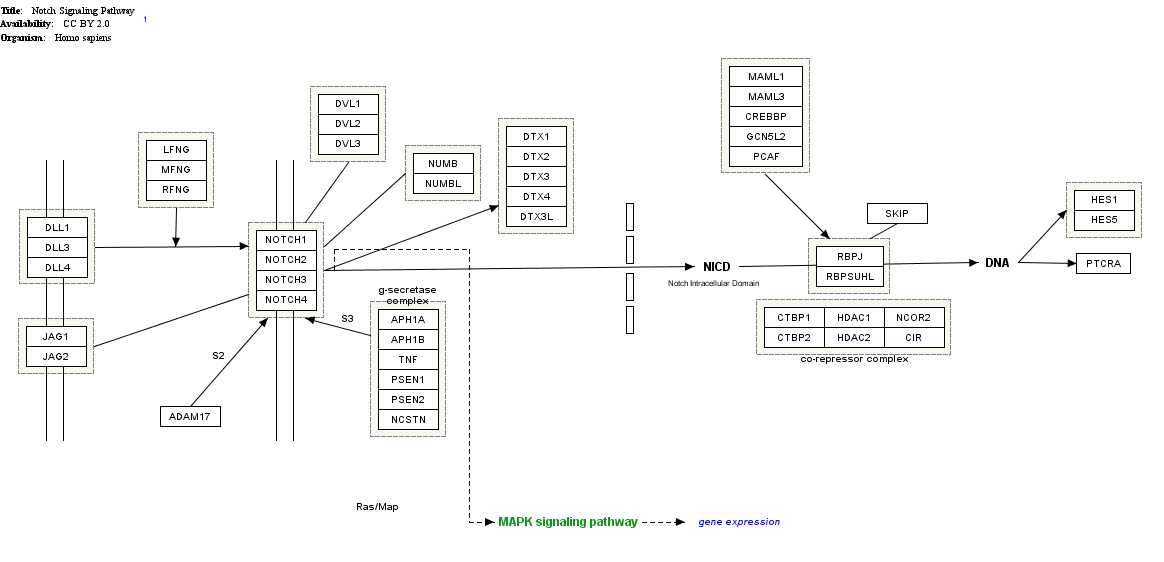 Title: Notch Signaling Pathway
Availability: CC BY 2.0
1
Organism: Homo sapiens
LFNG
MFNG
RFNG
DLL1
DLL3
DLL4
JAG1
JAG2
DVL1
DVL2
DVL3
NUMB
NUMBL
DTX1
DTX2
DTX3
DTX4
DTX3L
NOTCH1
NOTCH2
NOTCH3
NOTCH4
S2
ADAM17
S3
g-secretase
complex
APH1A
APH1B
TNF
PSEN1
PSEN2
NCSTN
MAML1
MAML3
CREBBP
GCN5L2
PCAF
SKIP
NICD
Notch Intracellular Domain
RBPJ
RBPSUHL
CTBP1 HDAC1 NCOR2
CTBP2 HDAC2 CIR
co-repressor complex
DNA
HES1
HES5
PTCRA
Ras/Map
MAPK signaling pathway
gene expression